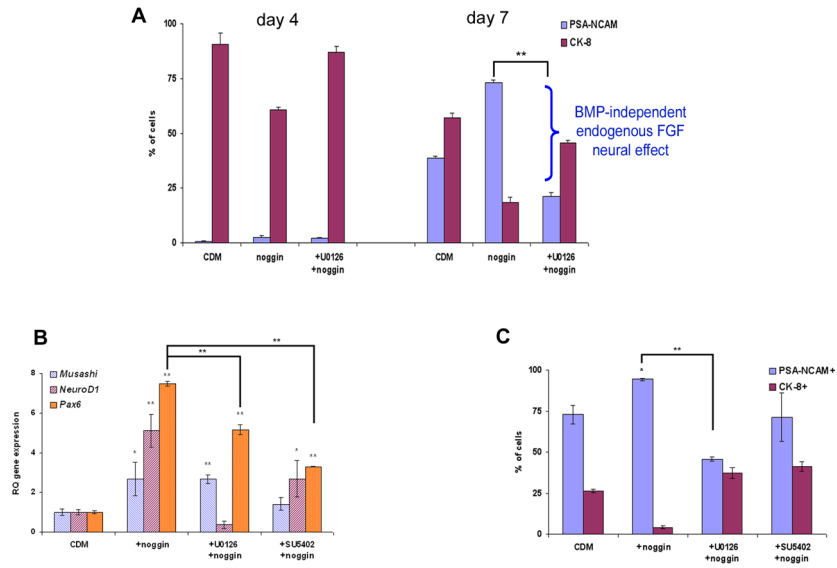 A
day 4
day 7
PSA-NCAM
CK-8
**
% of cells
100
75
50
25
0
BMP-independent
endogenous FGF
neural effect
CDM
noggin
+U0126
+noggin
CDM
noggin
+U0126
+noggin
B
Musashi
NeuroD1
Pax6
RQ gene expression
8
6
4
2
0
**
**
*
**
**
**
**
*
**
CDM
+noggin
+U0126
+noggin
+SU5402
+noggin
C
PSA-NCAM+
CK-8+
% of cells
100
75
50
25
0
**
*
CDM
+noggin
+U0126
+noggin
+SU5402
+noggin